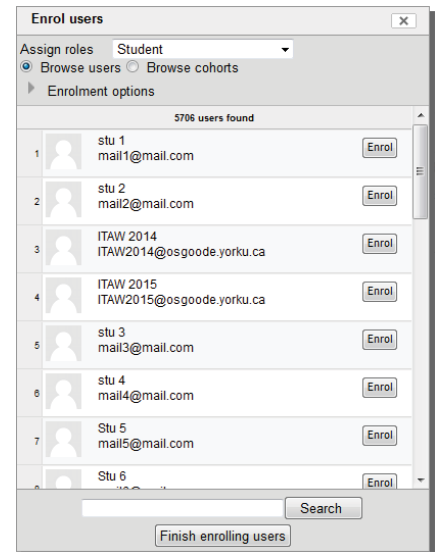 Enrol users
Assign roles Student
Browse users Browse cohorts
Enrolment options
5706 users found
1 stu 1 Enrol
mail1@mail.com
2 stu 2 Enrol
mail2@mail.com
3 ITAW 2014 Enrol
ITAW2014@osgoode.yorku.ca
4 ITAW 2015 Enrol
ITAW2015@osgoode.yorku.ca
5 stu 3 Enrol
mail3@mail.com
6 stu 4 Enrol
mail4@mail.com
7 Stu 5 Enrol
mail5@mail.com
Stu 6 Enrol
Search
Finish enrolling users